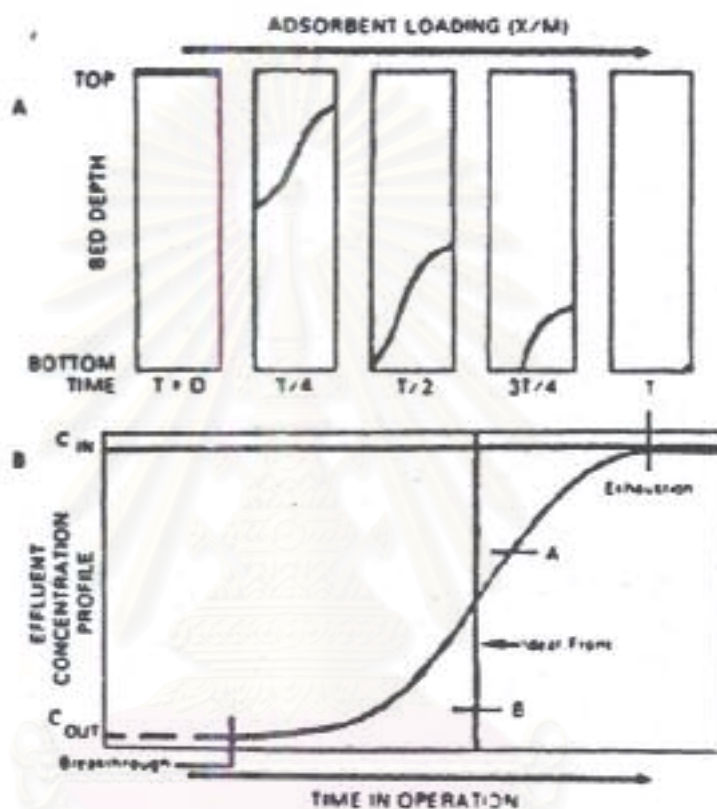 ADSORBENT LOADING (X/M)
TOP
A
BED DEPTH
BOTTOM
TIME
T = O
T/4
T/2
3T/4
T
B
C IN
Exhaustion
A
EFFLUENT
CONCENTRATION
PROFILE
Ideal Front
B
C OUT
Breakthrough
TIME IN OPERATION